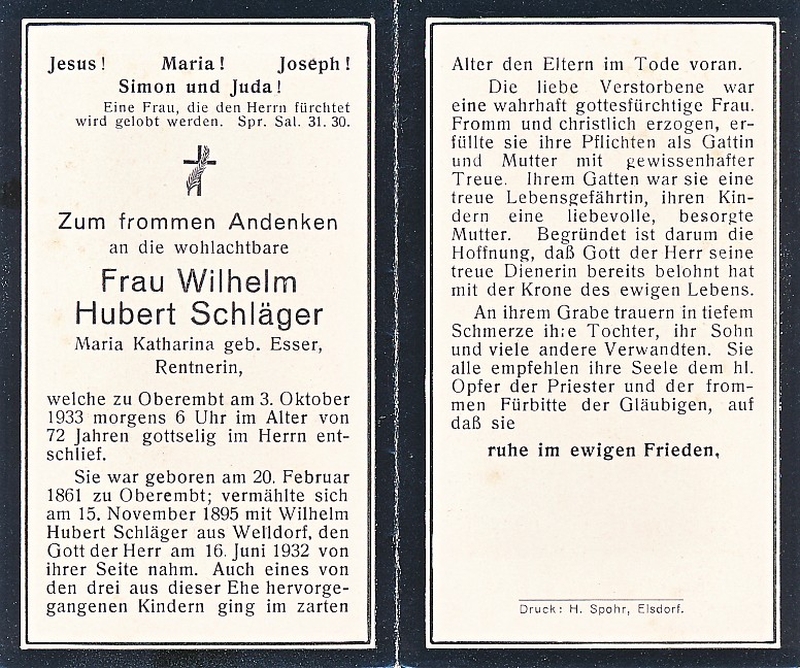 Jesus! Maria! Joseph!
Simon und Juda!
Eine Frau, die den Herrn fürchtet
wird gelobt werden. Spr. Sal. 31. 30.
Zum frommen Andenken
an die wohlachtbare
Frau Wilhelm
Hubert Schläger
Maria Katharina geb. Esser,
Rentnerin,
welche zu Oberembt am 3. Oktober
1933 morgens 6 Uhr im Alter von
72 Jahren gottselig im Herrn ent-
schlief.
Sie war geboren am 20. Februar
1861 zu Oberembt; vermählte sich
am 15. November 1895 mit Wilhelm
Hubert Schläger aus Welldorf, den
Gott der Herr am 16. Juni 1932 von
ihrer Seite nahm. Auch eines von
den drei aus dieser Ehe hervorge-
gangenen Kindern ging im zarten
Alter den Eltern im Tode voran.
Die liebe Verstorbene war
eine wahrhaft gottesfürchtige Frau.
Fromm und christlich erzogen, er-
füllte sie ihre Pflichten als Gattin
und Mutter mit gewissenhafter
Treue. Ihrem Gatten war sie eine
treue Lebensgefährtin, ihren Kin-
dern eine liebevolle, besorgte
Mutter. Begründet ist darum die
Hoffnung, daß Gott der Herr seine
treue Dienerin bereits belohnt hat
mit der Krone des ewigen Lebens.
An ihrem Grabe trauern in tiefem
Schmerze ihre Tochter, ihr Sohn
und viele andere Verwandten. Sie
alle empfehlen ihre Seele dem hl.
Opfer der Priester und der from-
men Fürbitte der Gläubigen, auf
daß sie
ruhe im ewigen Frieden,
Druck: H. Spohr, Elsdorf.